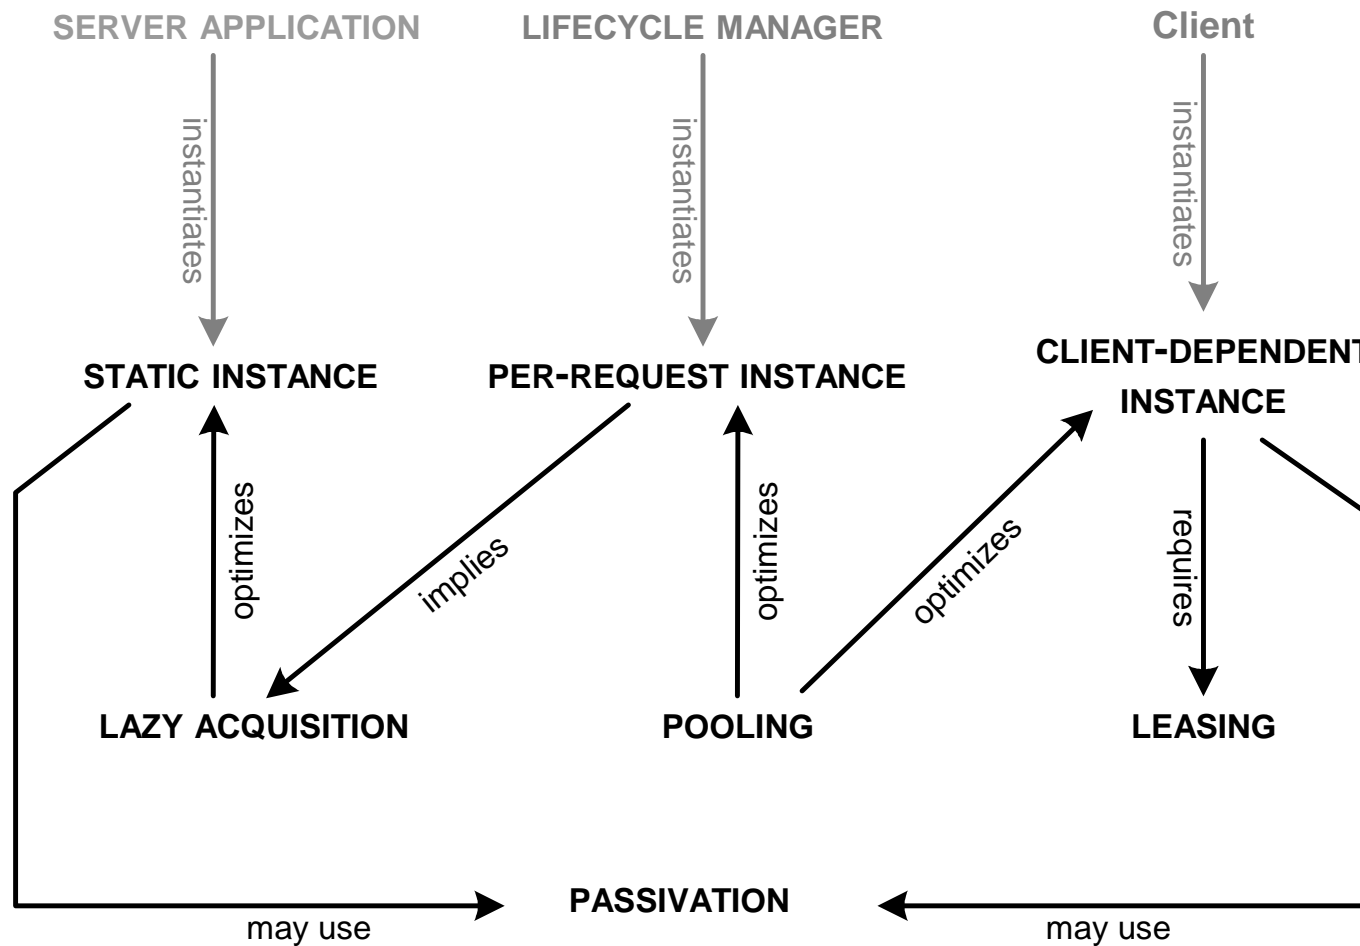 SERVER APPLICATION
LIFECYCLE MANAGER
Client
instantiates
instantiates
instantiates
STATIC INSTANCE
PER-REQUEST INSTANCE
CLIENT-DEPENDENT
INSTANCE
optimizes
implies
optimizes
optimizes
requires
LAZY ACQUISITION
POOLING
LEASING
PASSIVATION
may use
may use